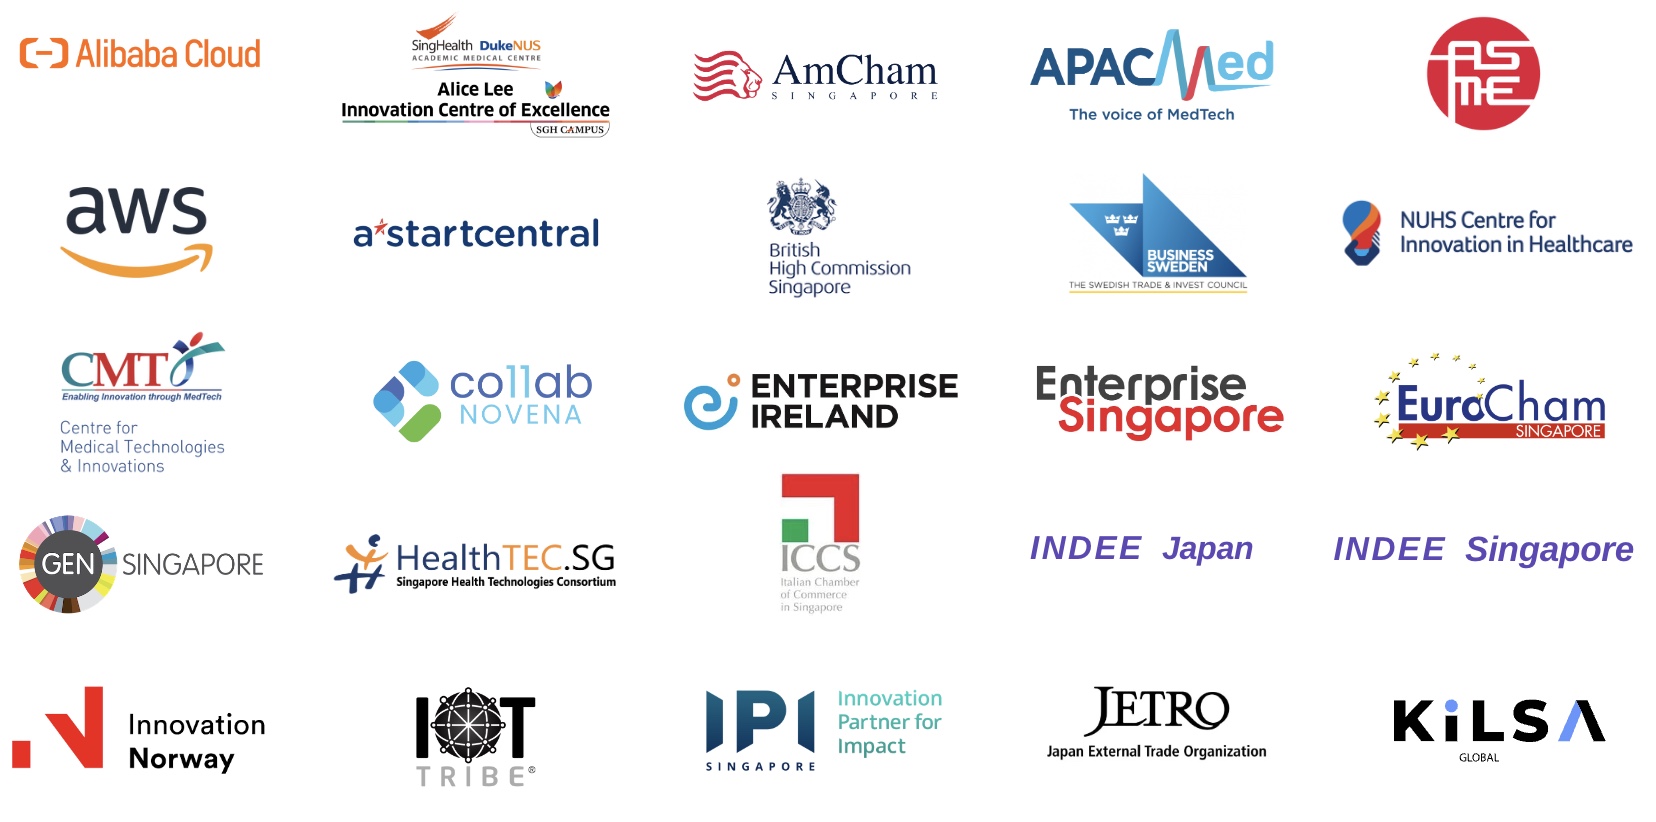 Alibaba Cloud
SingHealth DukeNUS
ACADEMIC MEDICAL CENTRE
Alice Lee
Innovation Centre of Excellence
SGH CAMPUS
AmCham
SINGAPORE
APACMed
The voice of MedTech
AS
ME
aws
a*startcentral
British
High Commission
Singapore
BUSINESS
SWEDEN
THE SWEDISH TRADE & INVEST COUNCIL
NUHS Centre for
Innovation in Healthcare
CMTi
Enabling Innovation through MedTech
Centre for
Medical Technologies
& Innovations
co11ab
NOVENA
ENTERPRISE
IRELAND
Enterprise
Singapore
EuroCham
SINGAPORE
GEN SINGAPORE
HealthTEC.SG
Singapore Health Technologies Consortium
ICCS
Italian Chamber
of Commerce
in Singapore
INDEE Japan
INDEE Singapore
Innovation
Norway
IOT
TRIBE®
IPI
SINGAPORE
Innovation
Partner for
Impact
JETRO
Japan External Trade Organization
KiLSA
GLOBAL